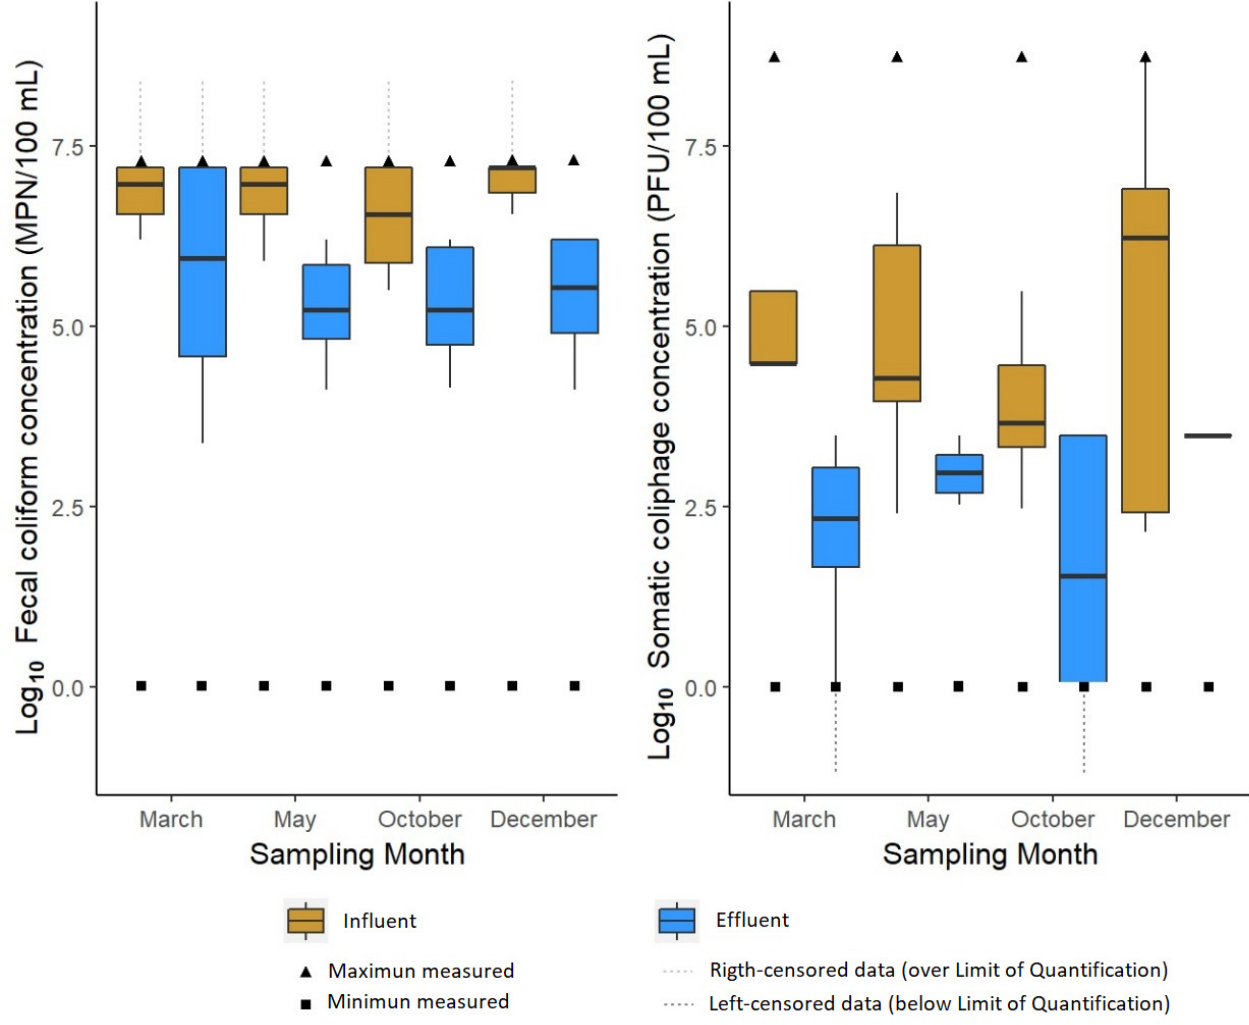 Log10 Fecal coliform concentration (MPN/100 mL)
7.5
5.0
2.5
0.0
March May October December
Sampling Month
Log10 Somatic coliphage concentration (PFU/100 mL)
7.5
5.0
2.5
0.0
March May October December
Sampling Month
Influent
Effluent
Maximun measured
Rigth-censored data (over Limit of Quantification)
Minimun measured
Left-censored data (below Limit of Quantification)